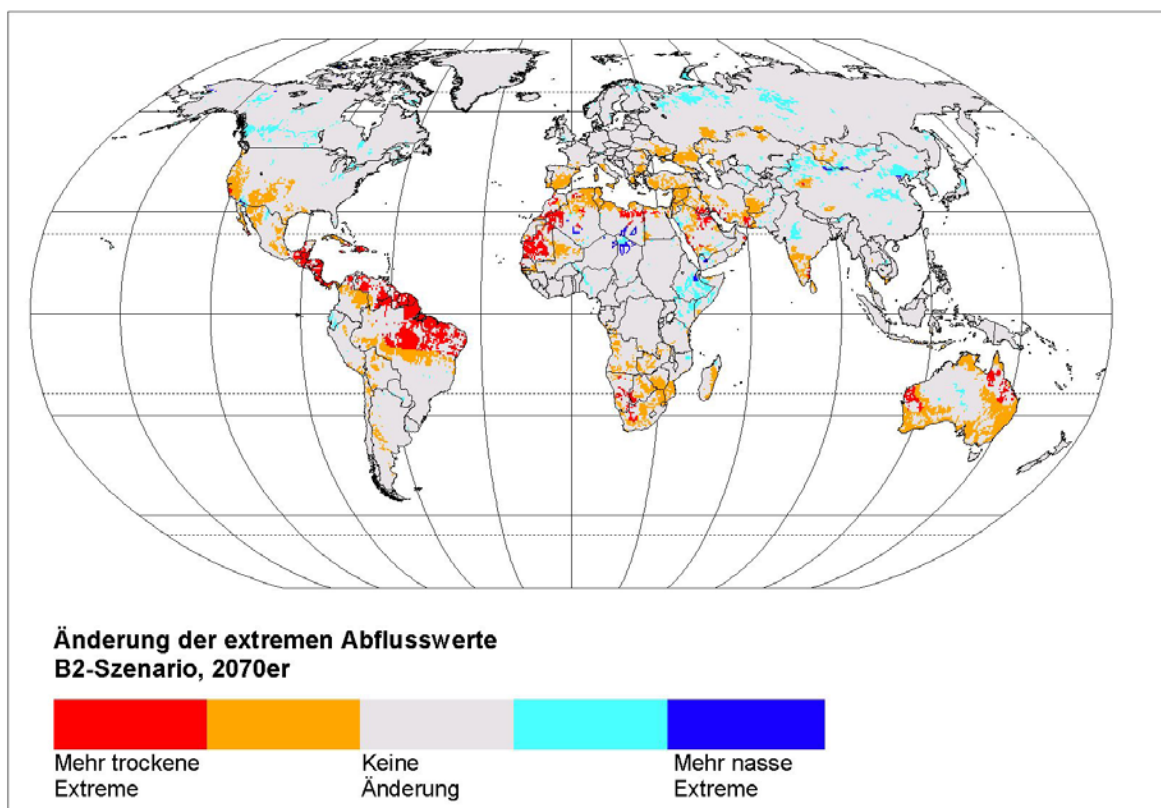 Änderung der extremen Abflusswerte
B2-Szenario, 2070er
Mehr trockene
Extreme
Keine
Änderung
Mehr nasse
Extreme